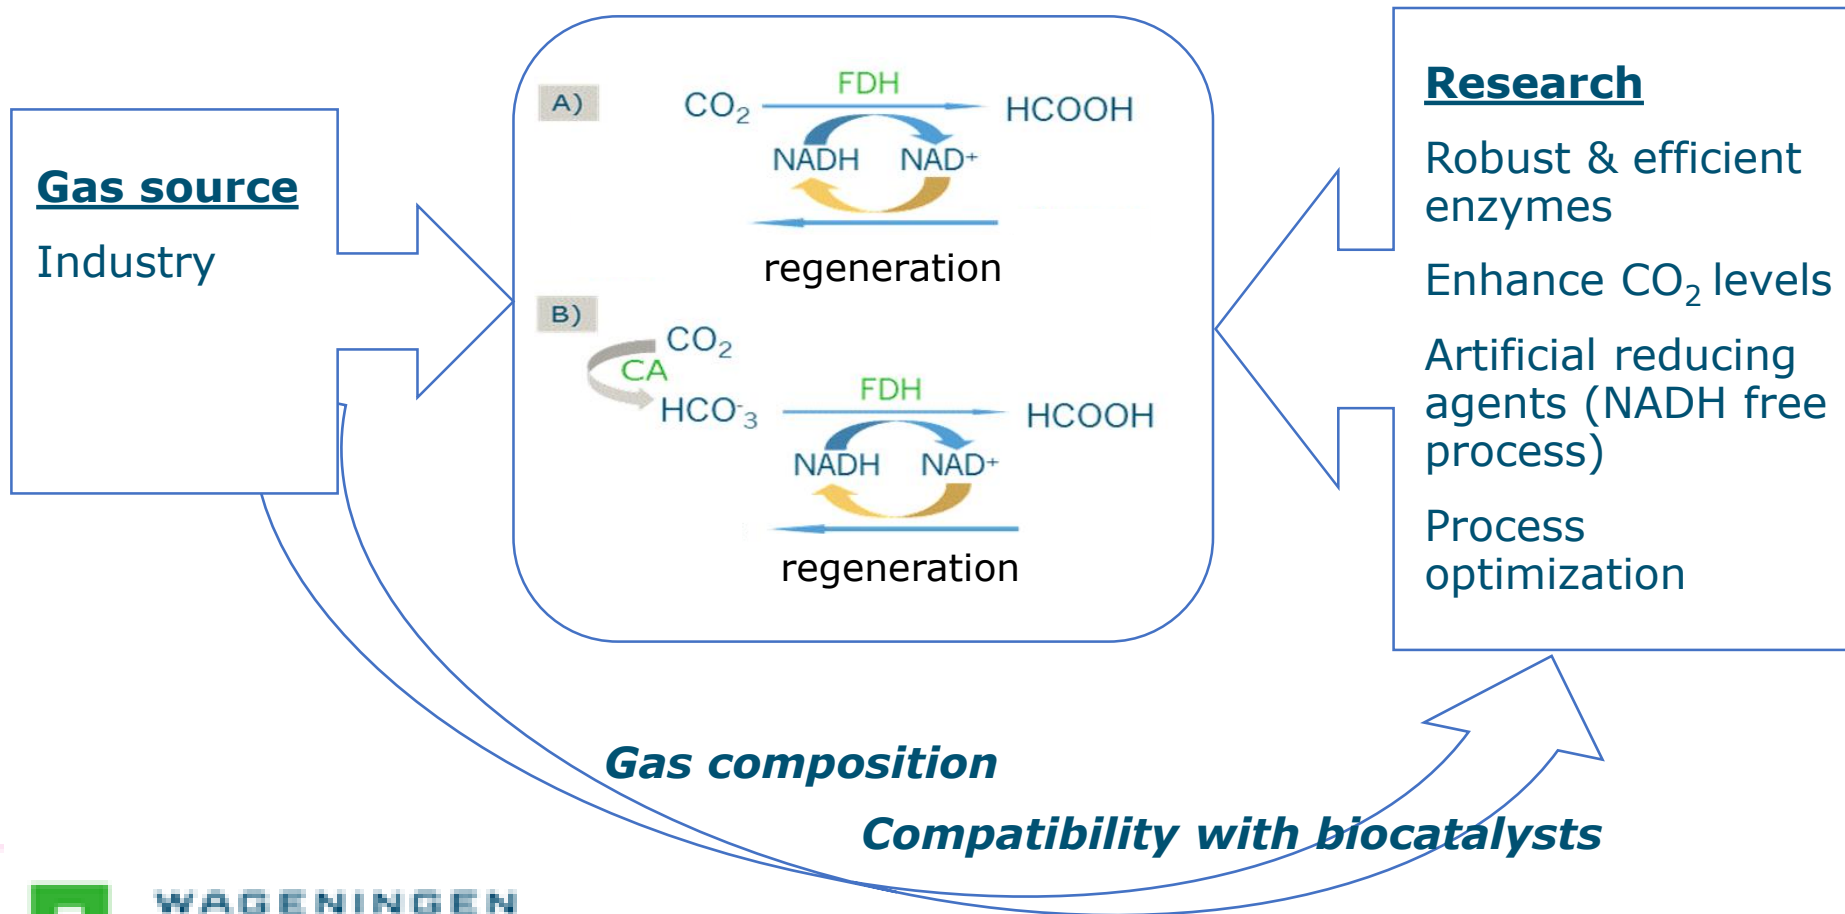 Gas source
Industry
A)
FDH
CO₂
HCOOH
NADH NAD⁺
regeneration
B)
CO₂
CA
FDH
HCO⁻₃
HCOOH
NADH NAD⁺
regeneration
Research
Robust & efficient
enzymes
Enhance CO₂ levels
Artificial reducing
agents (NADH free
process)
Process
optimization
Gas composition
Compatibility with biocatalysts
WAGENINGEN